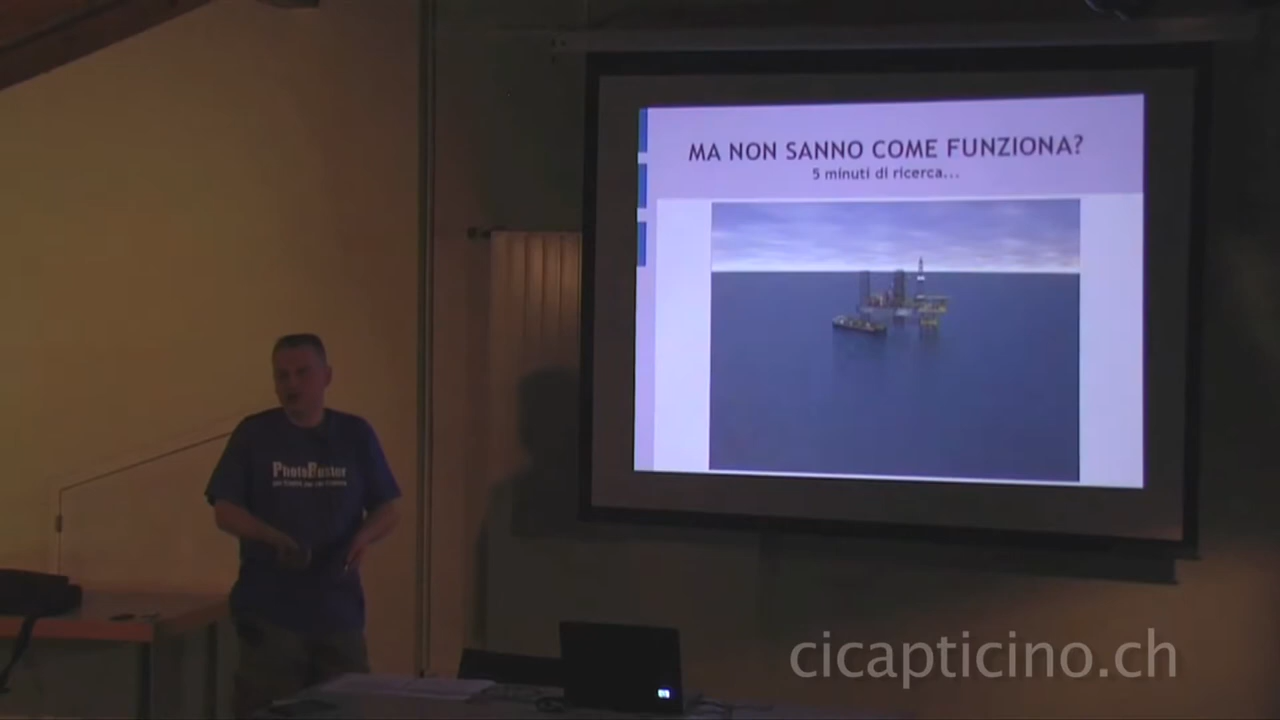 MA NON SANNO COME FUNZIONA?
5 minuti di ricerca...
PhotoBuster
cicapticino.ch